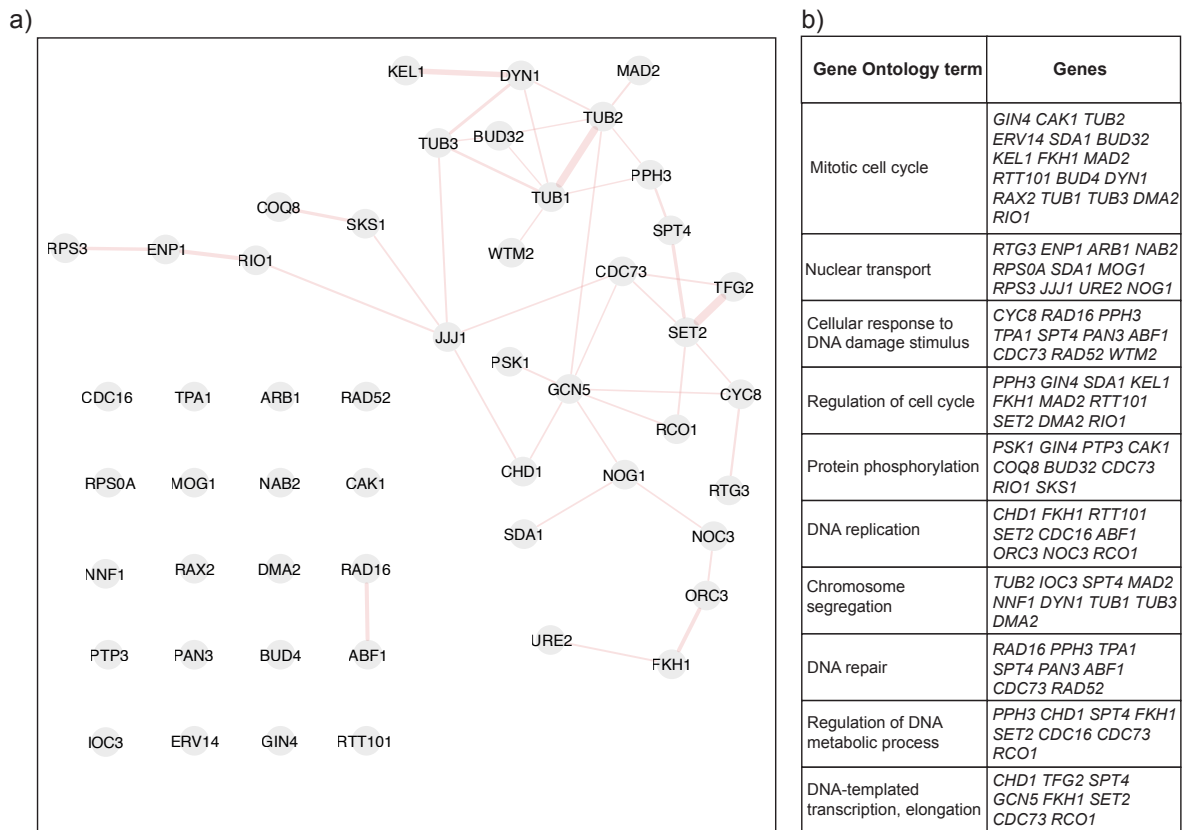 a)
KEL1
DYN1
MAD2
TUB2
TUB3
BUD32
PPH3
TUB1
COQ8
SKS1
SPT4
RPS3
ENP1
RIO1
WTM2
CDC73
TFG2
JJJ1
SET2
PSK1
GCN5
CYC8
CDC16
TPA1
ARB1
RAD52
RCO1
CHD1
NOG1
RPS0A
MOG1
NAB2
CAK1
RTG3
SDA1
NOC3
NNF1
RAX2
DMA2
RAD16
ORC3
URE2
FKH1
PTP3
PAN3
BUD4
ABF1
IOC3
ERV14
GIN4
RTT101
b)
Gene Ontology term
Genes
Mitotic cell cycle
GIN4 CAK1 TUB2
ERV14 SDA1 BUD32
KEL1 FKH1 MAD2
RTT101 BUD4 DYN1
RAX2 TUB1 TUB3 DMA2
RIO1
Nuclear transport
RTG3 ENP1 ARB1 NAB2
RPS0A SDA1 MOG1
RPS3 JJJ1 URE2 NOG1
Cellular response to
DNA damage stimulus
CYC8 RAD16 PPH3
TPA1 SPT4 PAN3 ABF1
CDC73 RAD52 WTM2
Regulation of cell cycle
PPH3 GIN4 SDA1 KEL1
FKH1 MAD2 RTT101
SET2 DMA2 RIO1
Protein phosphorylation
PSK1 GIN4 PTP3 CAK1
COQ8 BUD32 CDC73
RIO1 SKS1
DNA replication
CHD1 FKH1 RTT101
SET2 CDC16 ABF1
ORC3 NOC3 RCO1
Chromosome
segregation
TUB2 IOC3 SPT4 MAD2
NNF1 DYN1 TUB1 TUB3
DMA2
DNA repair
RAD16 PPH3 TPA1
SPT4 PAN3 ABF1
CDC73 RAD52
Regulation of DNA
metabolic process
PPH3 CHD1 SPT4 FKH1
SET2 CDC16 CDC73
RCO1
DNA-templated
transcription, elongation
CHD1 TFG2 SPT4
GCN5 FKH1 SET2
CDC73 RCO1